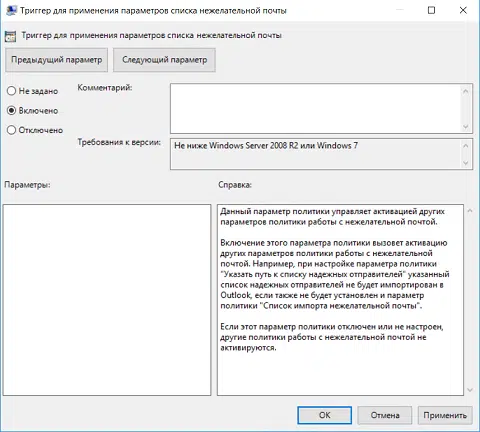 Триггер для применения параметров списка нежелательной почты
Триггер для применения параметров списка нежелательной почты
Предыдущий параметр
Следующий параметр
Не задано
Включено
Отключено
Комментарий:
Требования к версии:
Не ниже Windows Server 2008 R2 или Windows 7
Параметры:
Справка:
Данный параметр политики управляет активацией других
параметров политики работы с нежелательной почтой.
Включение этого параметра политики вызовет активацию
других параметров политики работы с нежелательной
почтой. Например, при настройке параметра политики
"Указать путь к списку надежных отправителей" указанный
список надежных отправителей не будет импортирован в
Outlook, если также не будет установлен и параметр
политики "Список импорта нежелательной почты".
Если этот параметр политики отключен или не настроен,
другие политики работы с нежелательной почтой не
активируются.
ОК
Отмена
Применить